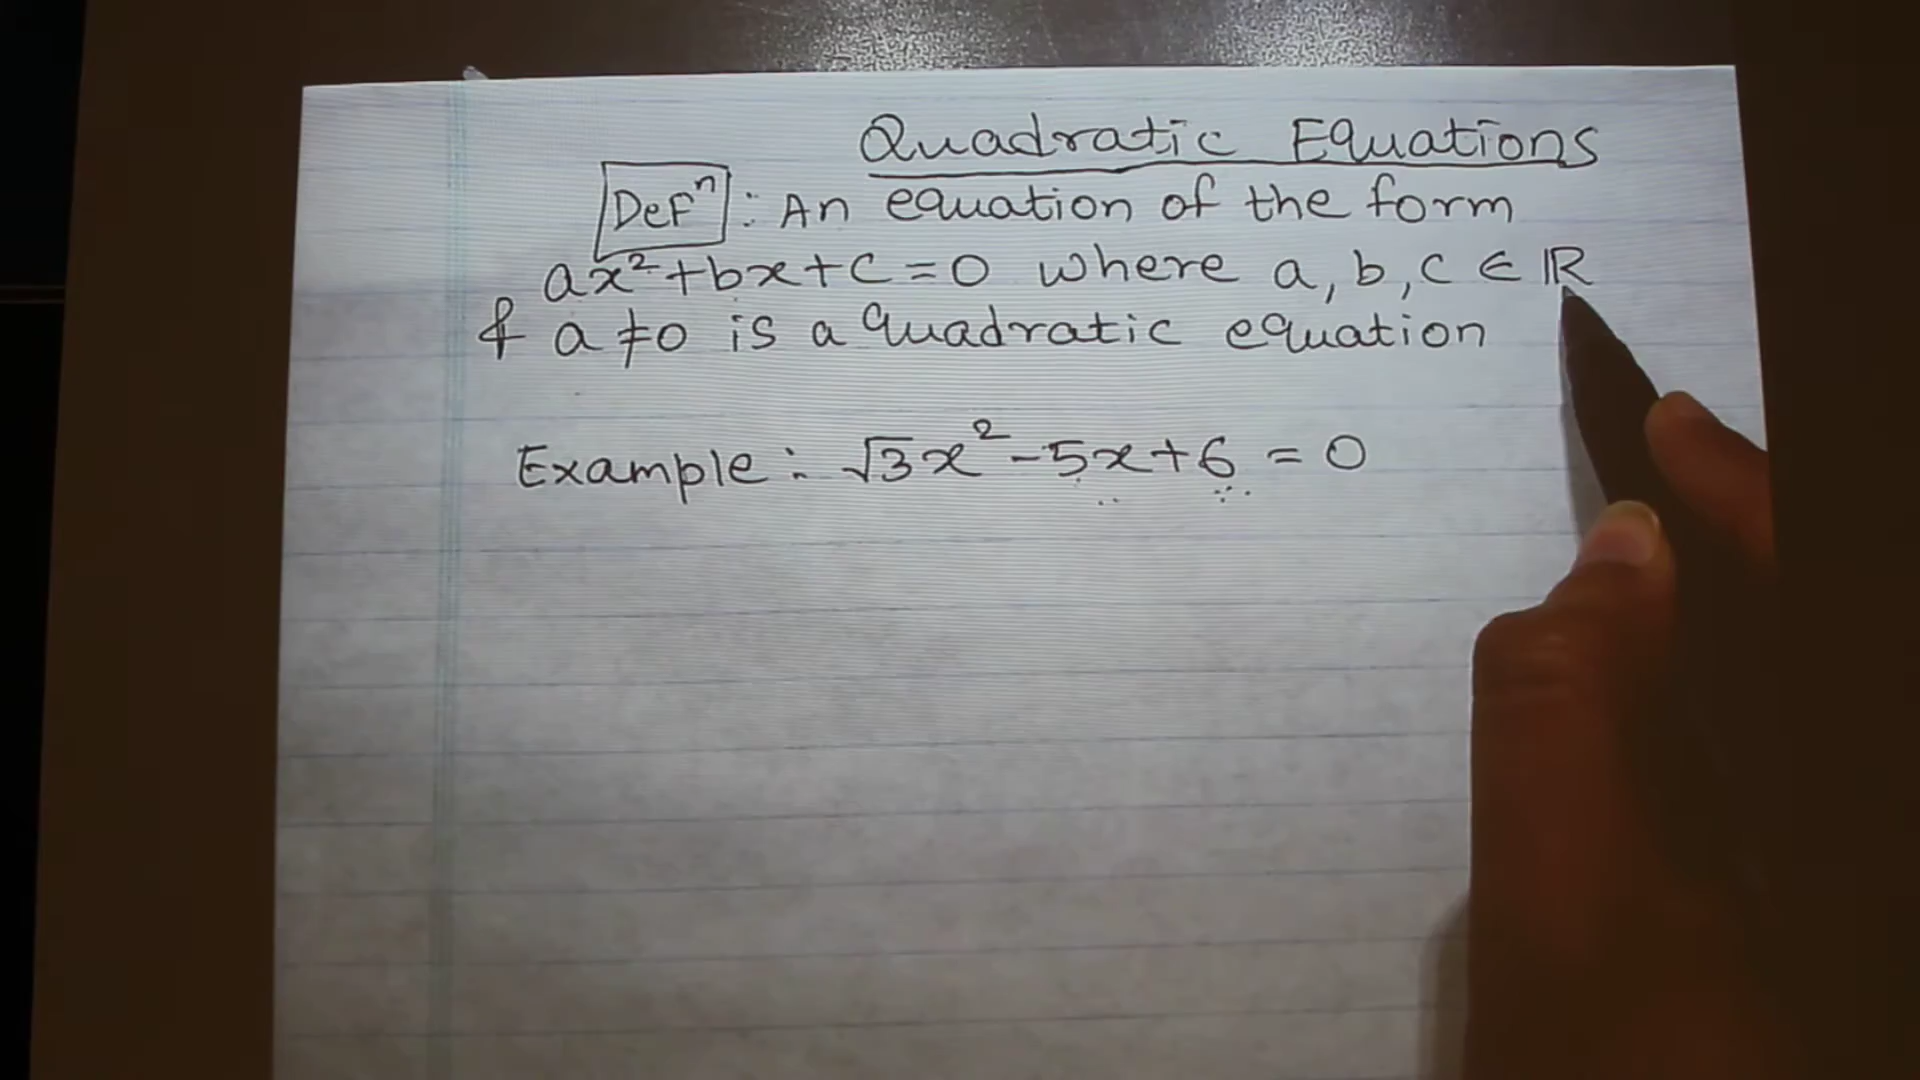 Quadratic Equations
Defⁿ : An equation of the form
ax²+bx+c=0 where a, b, c ∈ ℝ
& a≠0 is a quadratic equation
Example: √3x²-5x+6=0